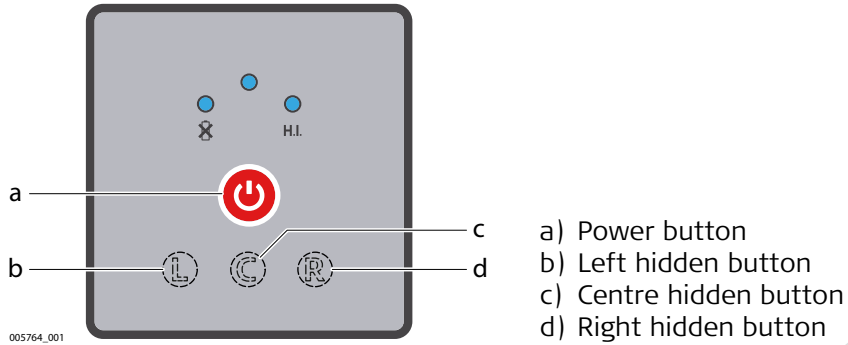 H.I.
a
c
b
d
L
C
R
005764_001
a) Power button
b) Left hidden button
c) Centre hidden button
d) Right hidden button